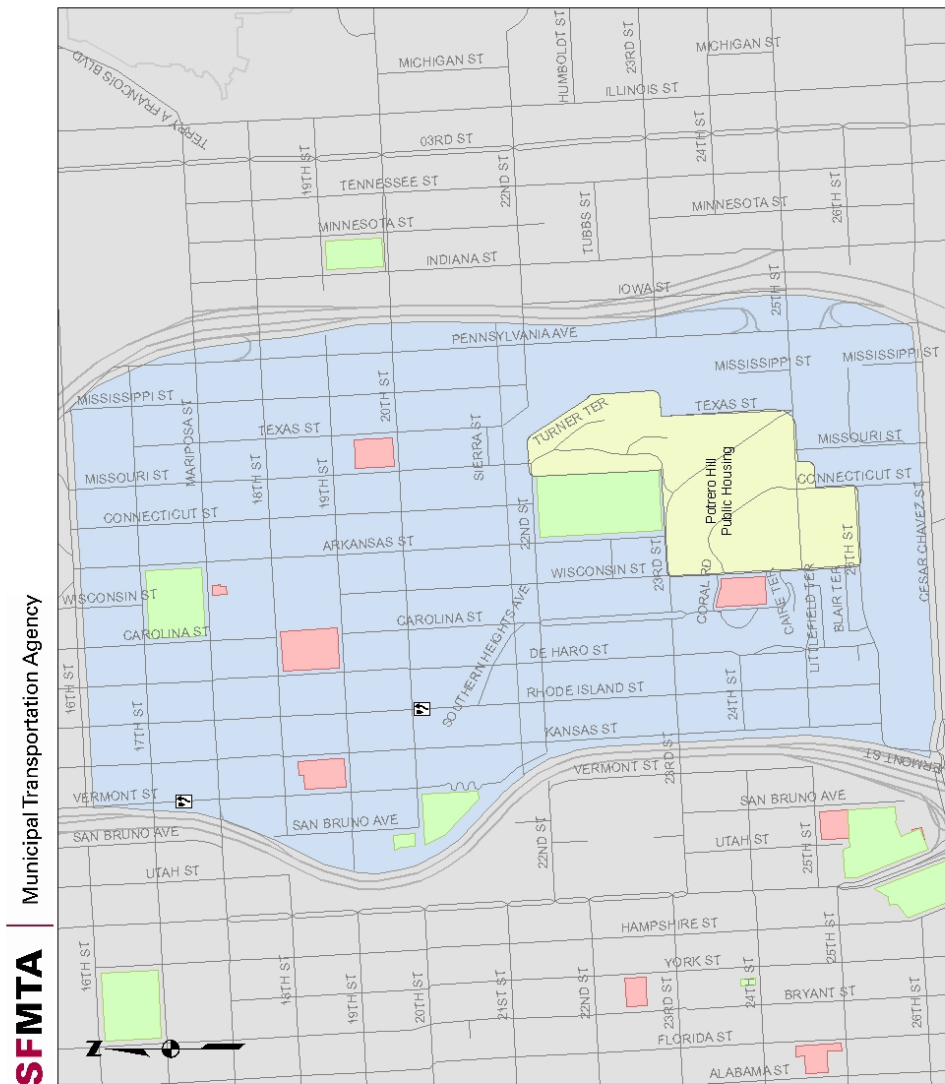 SFMTA
Municipal Transportation Agency
TERRY A FRANCOIS BLVD
MICHIGAN ST
HUMBOLDT ST
23RD ST
MICHIGAN ST
ILLINOIS ST
03RD ST
24TH ST
19TH ST
TENNESSEE ST
22ND ST
MINNESOTA ST
TUBBS ST
MINNESOTA ST
26TH ST
INDIANA ST
IOWA ST
25TH ST
PENNSYLVANIA AVE
MISSISSIPPI ST
MISSISSIPPI ST
MISSISSIPPI ST
20TH ST
TEXAS ST
TURNER TER
TEXAS ST
MARIPOSA ST
18TH ST
19TH ST
SIERRA ST
MISSOURI ST
MISSOURI ST
CONNECTICUT ST
CONNECTICUT ST
Potrero Hill
Public Housing
ARKANSAS ST
22ND ST
23RD ST
25TH ST
CESAR CHAVEZ ST
WISCONSIN ST
WISCONSIN ST
CORAL RD
CAIRE TER
LITTLEFIELD TER
BLAIR TER
CAROLINA ST
CAROLINA ST
SOUTHERN HEIGHTS AVE
DE HARO ST
16TH ST
17TH ST
RHODE ISLAND ST
24TH ST
KANSAS ST
23RD ST
VERMONT ST
VERMONT ST
VERMONT ST
SAN BRUNO AVE
SAN BRUNO AVE
SAN BRUNO AVE
22ND ST
UTAH ST
UTAH ST
25TH ST
HAMPSHIRE ST
25TH ST
16TH ST
18TH ST
19TH ST
20TH ST
21ST ST
22ND ST
YORK ST
23RD ST
24TH ST
BRYANT ST
26TH ST
FLORIDA ST
ALABAMA ST
Z